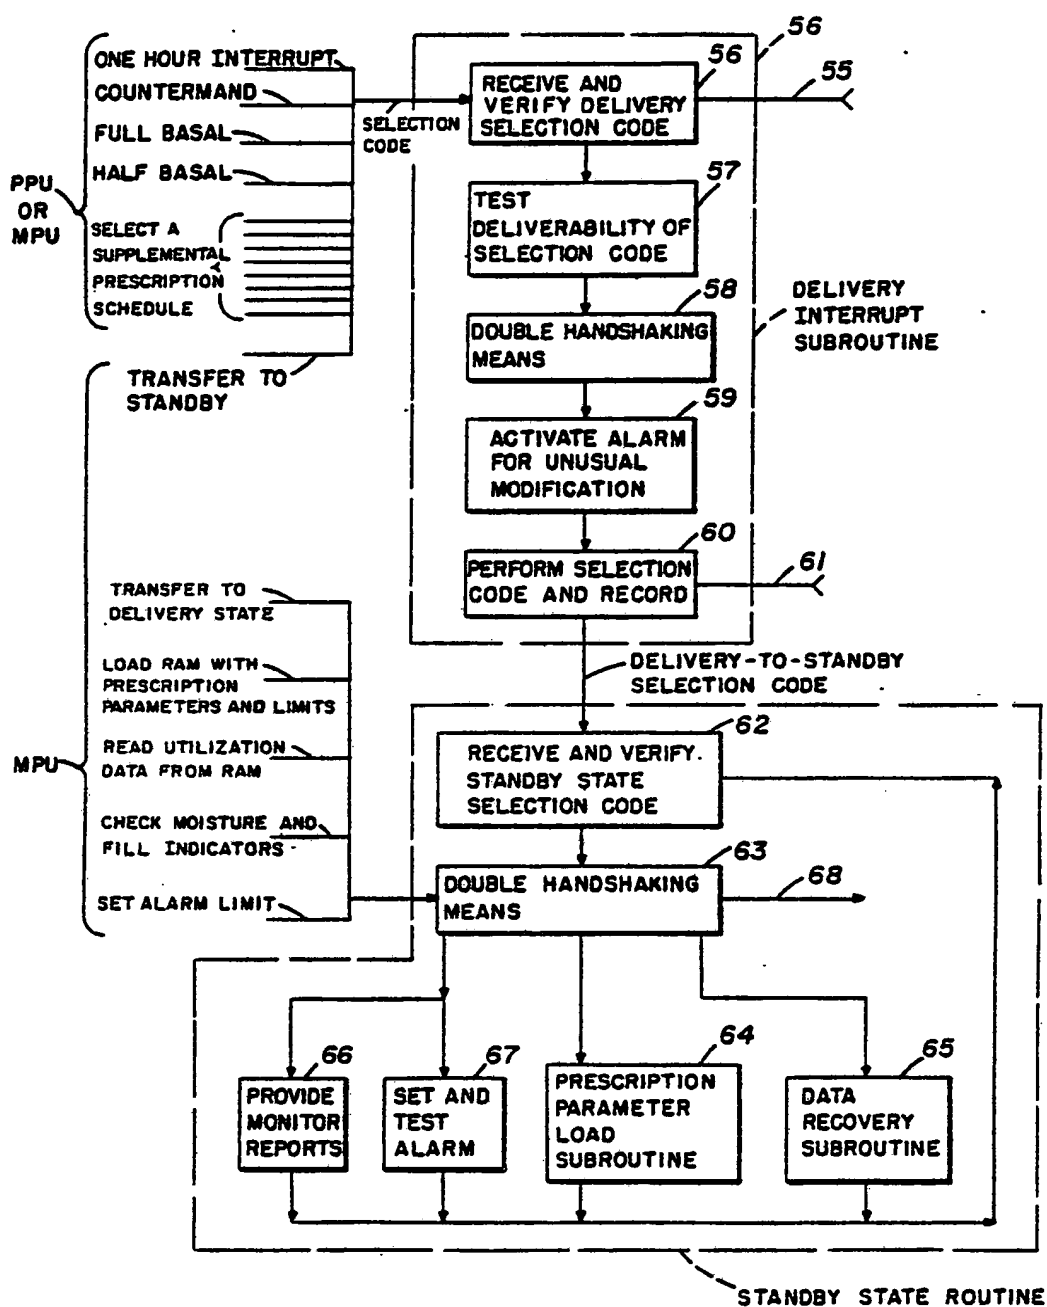 56
56
55
ONE HOUR INTERRUPT
COUNTERMAND
FULL BASAL
HALF BASAL
PPU
OR
MPU
SELECT A
SUPPLEMENTAL
PRESCRIPTION
SCHEDULE
TRANSFER TO
STANDBY
SELECTION
CODE
RECEIVE AND
VERIFY DELIVERY
SELECTION CODE
57
TEST
DELIVERABILITY OF
SELECTION CODE
58
DOUBLE HANDSHAKING
MEANS
DELIVERY
INTERRUPT
SUBROUTINE
59
ACTIVATE ALARM
FOR UNUSUAL
MODIFICATION
60
PERFORM SELECTION
CODE AND RECORD
61
DELIVERY-TO-STANDBY
SELECTION CODE
MPU
TRANSFER TO
DELIVERY STATE
LOAD RAM WITH
PRESCRIPTION
PARAMETERS AND LIMITS
READ UTILIZATION
DATA FROM RAM
CHECK MOISTURE AND
FILL INDICATORS
SET ALARM LIMIT
62
RECEIVE AND VERIFY.
STANDBY STATE
SELECTION CODE
63
DOUBLE HANDSHAKING
MEANS
68
66
PROVIDE
MONITOR
REPORTS
67
SET AND
TEST
ALARM
64
PRESCRIPTION
PARAMETER
LOAD
SUBROUTINE
65
DATA
RECOVERY
SUBROUTINE
STANDBY STATE ROUTINE